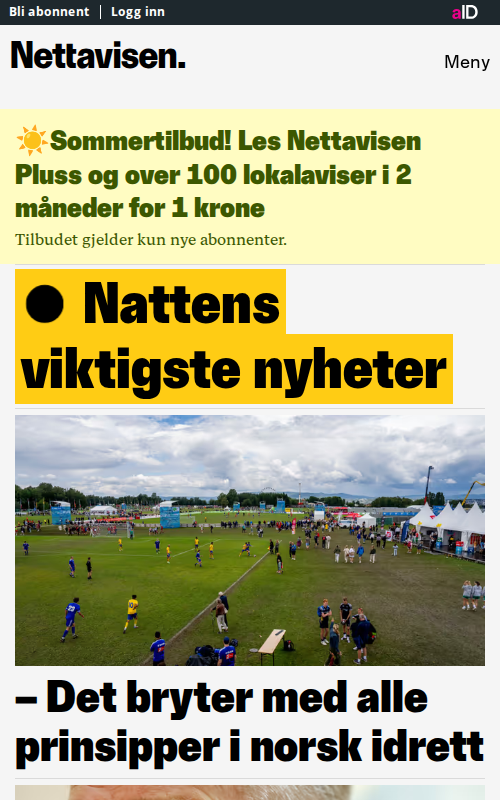 Bli abonnent
Logg inn
aID
Nettavisen.
Meny
☀️Sommertilbud! Les Nettavisen
Pluss og over 100 lokalaviser i 2
måneder for 1 krone
Tilbudet gjelder kun nye abonnenter.
● Nattens
viktigste nyheter
– Det bryter med alle
prinsipper i norsk idrett